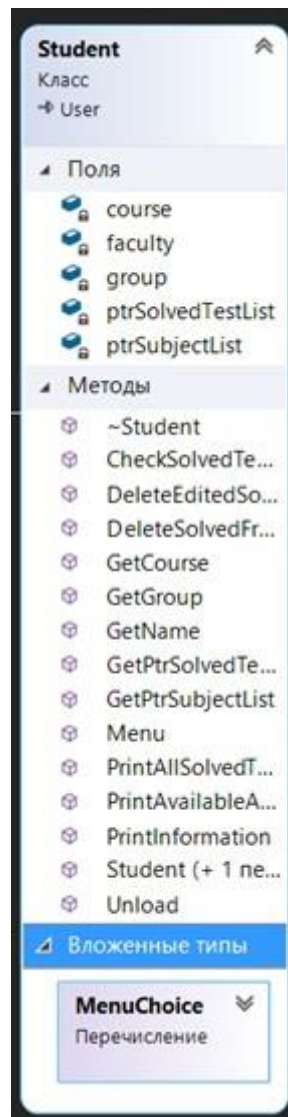 Student
Класс
User
Поля
course
faculty
group
ptrSolvedTestList
ptrSubjectList
Методы
~Student
CheckSolvedTe...
DeleteEditedSo...
DeleteSolvedFr...
GetCourse
GetGroup
GetName
GetPtrSolvedTe...
GetPtrSubjectList
Menu
PrintAllSolvedT...
PrintAvailableA...
PrintInformation
Student (+ 1 пе...
Unload
Вложенные типы
MenuChoice
Перечисление